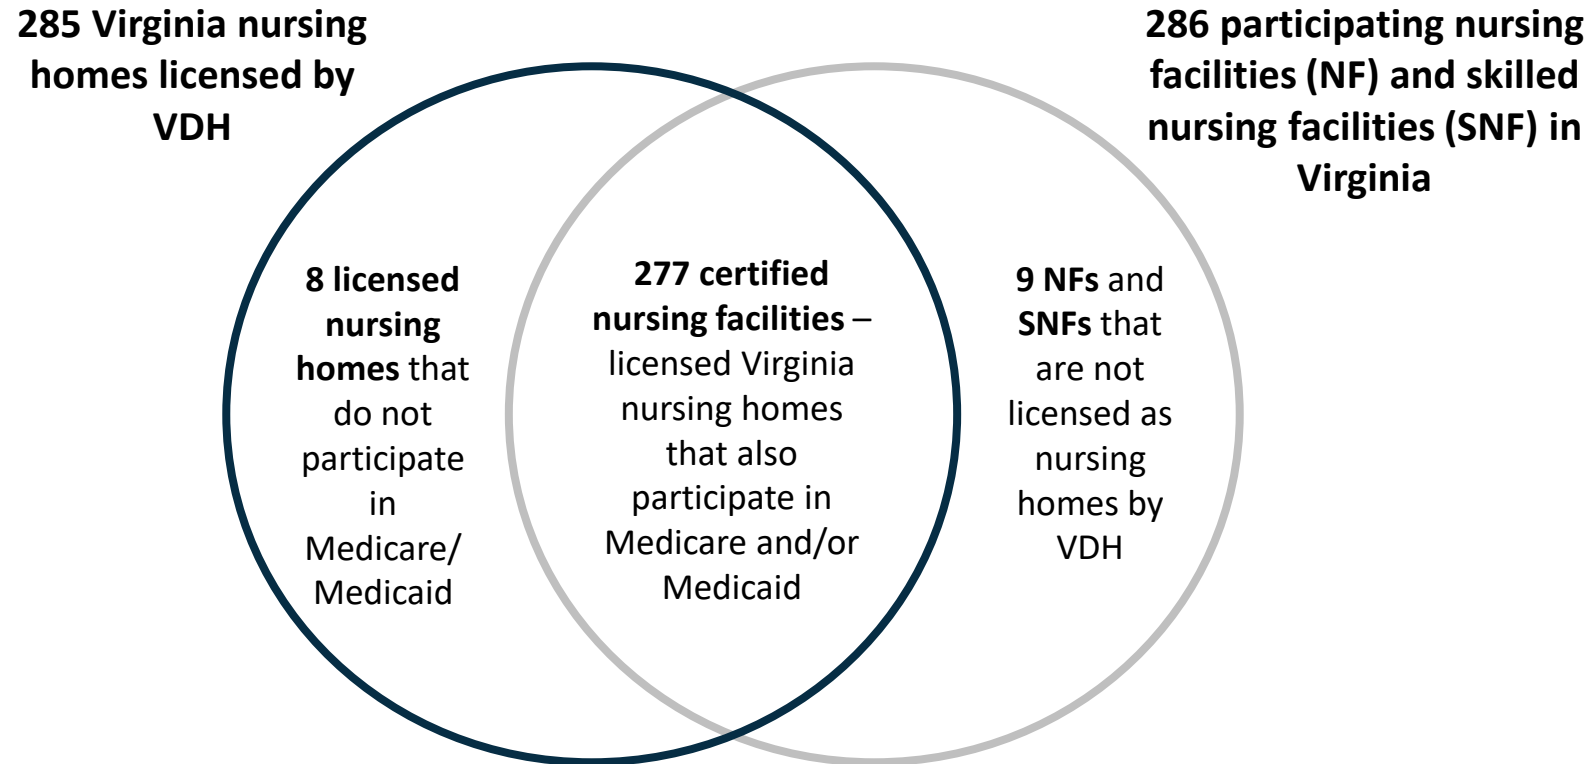 285 Virginia nursing
homes licensed by
VDH
286 participating nursing
facilities (NF) and skilled
nursing facilities (SNF) in
Virginia
8 licensed
nursing
homes that
do not
participate
in
Medicare/
Medicaid
277 certified
nursing facilities –
licensed Virginia
nursing homes
that also
participate in
Medicare and/or
Medicaid
9 NFs and
SNFs that
are not
licensed as
nursing
homes by
VDH